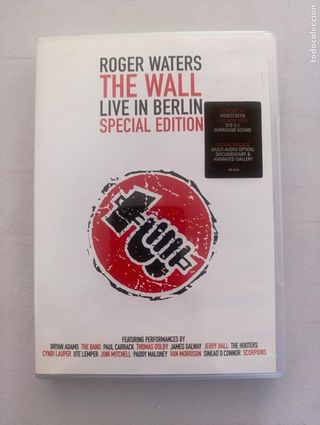 ROGER WATERS
THE WALL
LIVE IN BERLIN
SPECIAL EDITION
WIDESCREEN
DTS 5.1
SURROUND SOUND
MULTI-AUDIO OPTION,
DOCUMENTARY &
ANIMATED GALLERY
FEATURING PERFORMANCES BY
BRYAN ADAMS THE BAND PAUL CARRACK THOMAS DOLBY JAMES GALWAY JERRY HALL THE HOOTERS
CYNDI LAUPER UTE LEMPER JONI MITCHELL PADDY MALONEY VAN MORRISON SINEAD O'CONNOR SCORPIONS
todocoleccion